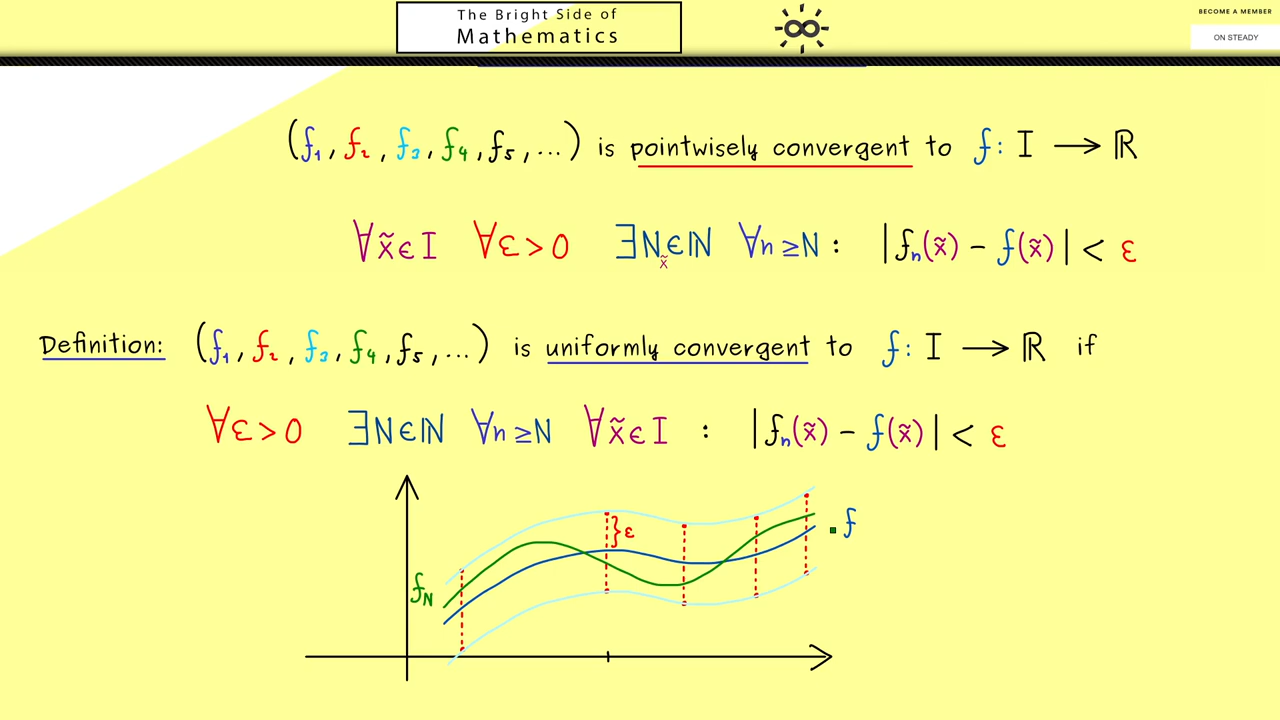 The Bright Side of
Mathematics
BECOME A MEMBER
ON STEADY
(f₁, f₂, f₃, f₄, f₅, ...) is pointwisely convergent to f: I ⟶ ℝ
∀x̃∈I ∀ε>0 ∃N_x̃∈ℕ ∀n≥N : |fₙ(x̃) − f(x̃)| < ε
Definition: (f₁, f₂, f₃, f₄, f₅, ...) is uniformly convergent to f: I ⟶ ℝ if
∀ε>0 ∃N∈ℕ ∀n≥N ∀x̃∈I : |fₙ(x̃) − f(x̃)| < ε
}ε
f
f_N